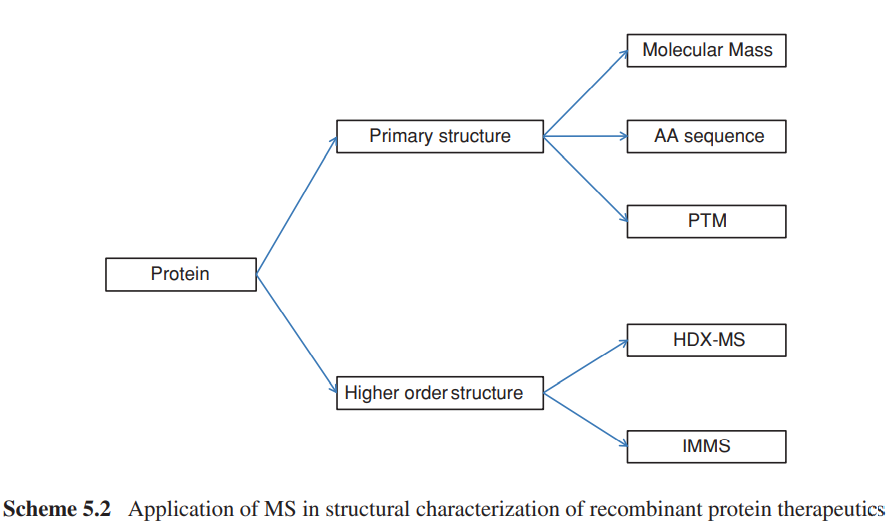 Molecular Mass
Primary structure
AA sequence
PTM
Protein
HDX-MS
Higher order structure
IMMS
Scheme 5.2 Application of MS in structural characterization of recombinant protein therapeutics